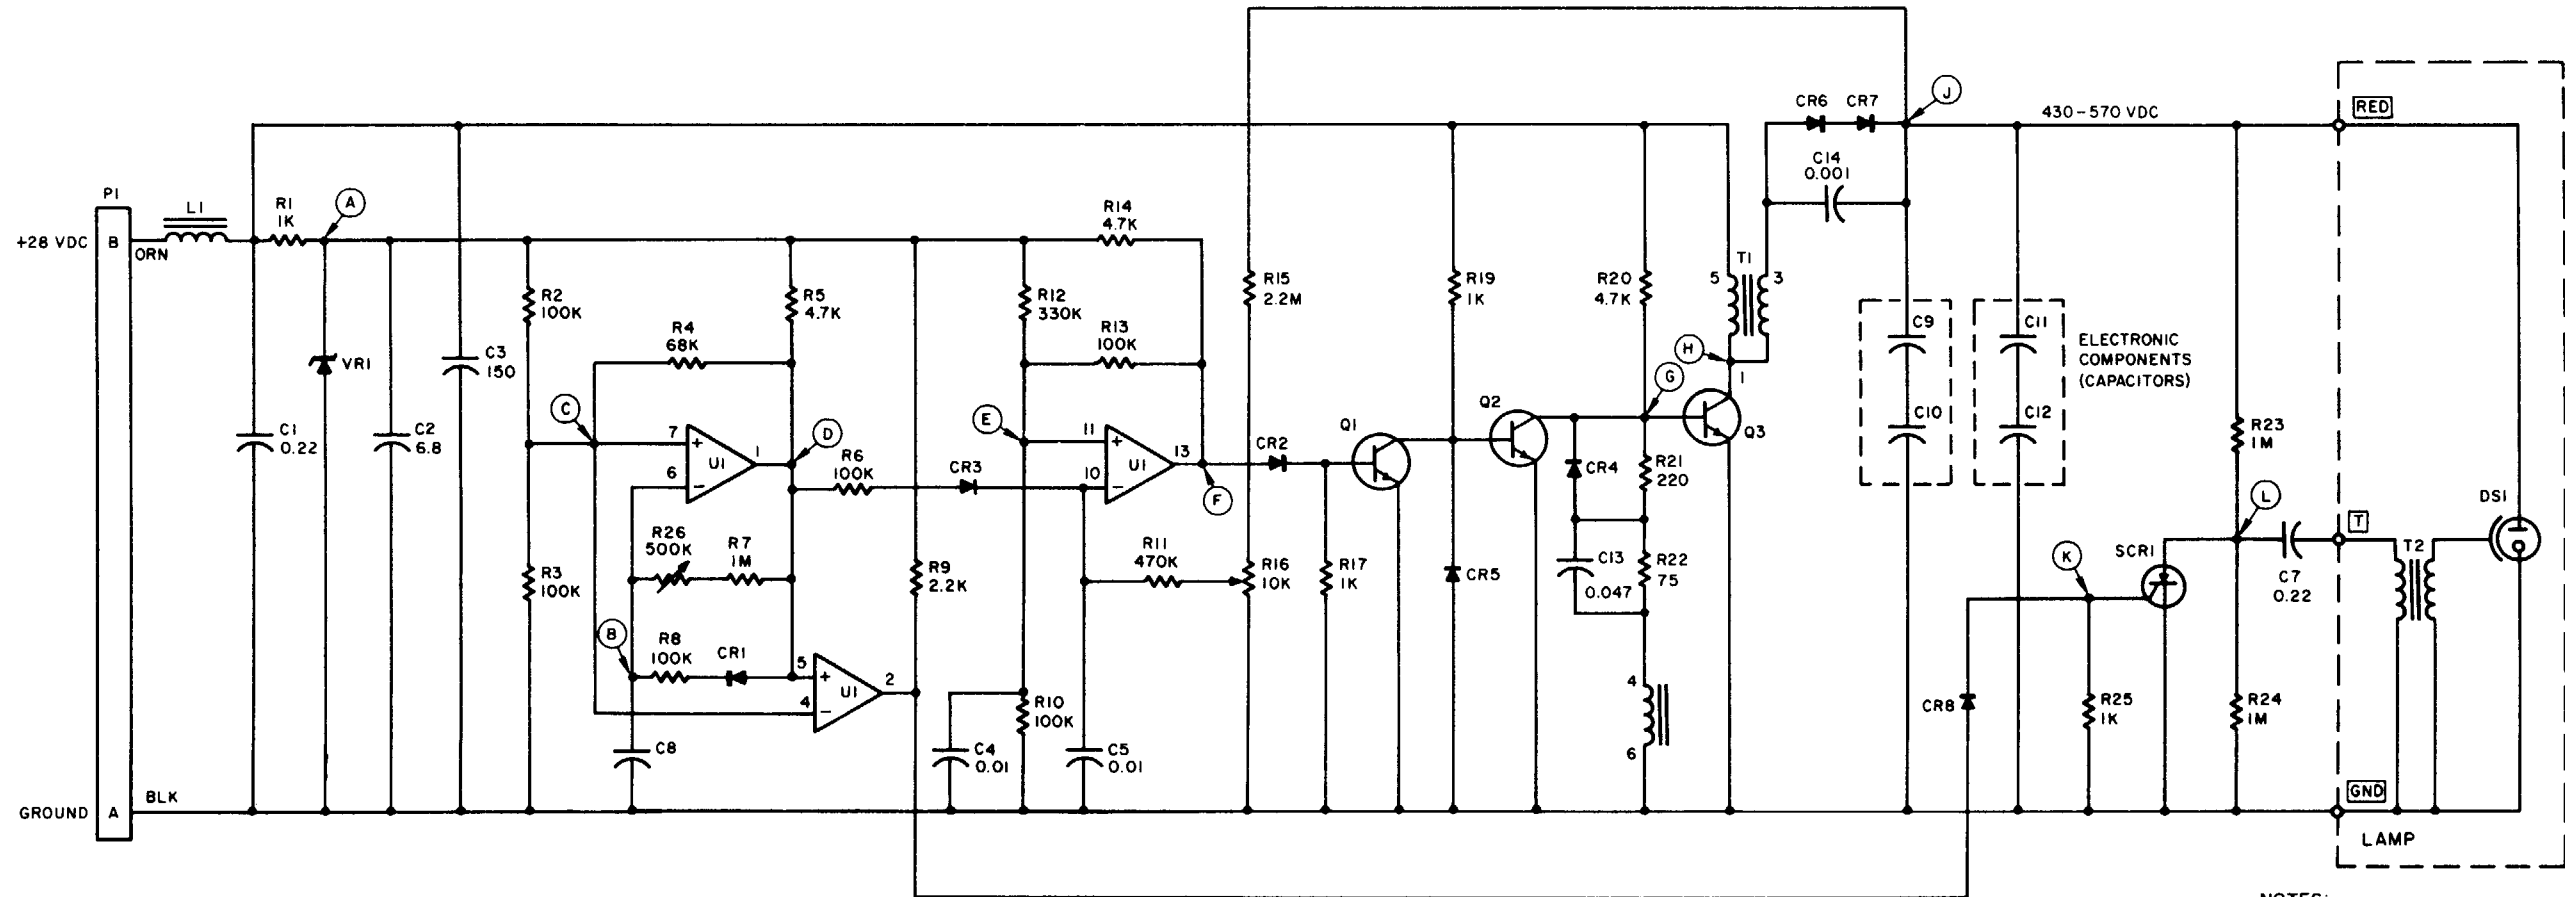 P1
+28 VDC
B
ORN
L1
R1
1K
A
VR1
C1
0.22
C2
6.8
C3
150
GROUND
A
BLK
R2
100K
R3
100K
C
R4
68K
R5
4.7K
7
+
6
−
U1
1
D
R6
100K
CR3
R26
500K
R7
1M
B
R8
100K
CR1
5
+
4
−
U1
2
C8
R9
2.2K
R12
330K
R14
4.7K
R13
100K
E
11
+
10
−
U1
13
F
CR2
R11
470K
R10
100K
C4
0.01
C5
0.01
R15
2.2M
R16
10K
R17
1K
Q1
R19
1K
CR5
Q2
R20
4.7K
G
CR4
R21
220
C13
0.047
R22
75
4
6
H
T1
5
3
1
Q3
CR6
CR7
J
C14
0.001
430-570 VDC
C9
C10
C11
C12
ELECTRONIC
COMPONENTS
(CAPACITORS)
R23
1M
L
K
SCR1
C7
0.22
CR8
R25
1K
R24
1M
RED
T
T2
DS1
GND
LAMP